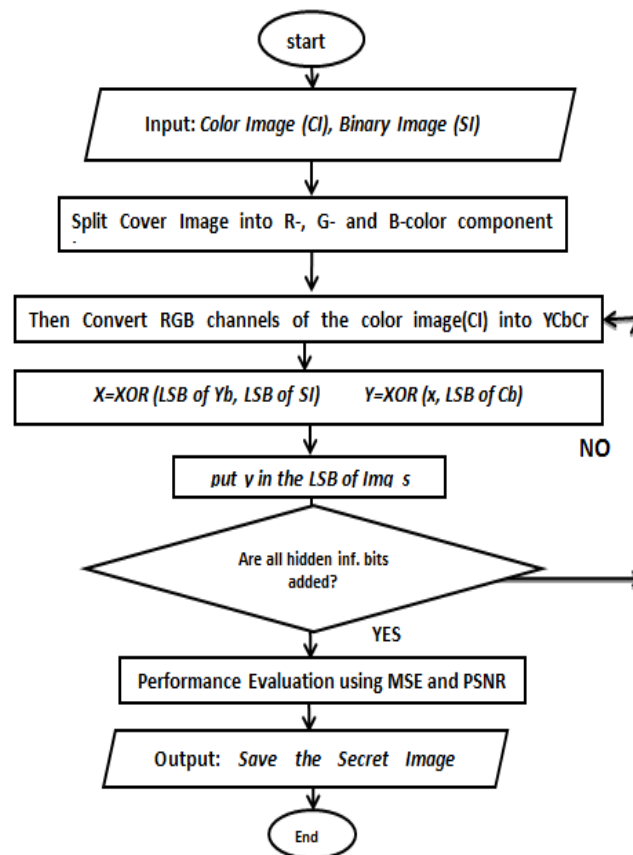 start
Input: Color Image (CI), Binary Image (SI)
Split Cover Image into R-, G- and B-color component
Then Convert RGB channels of the color image(CI) into YCbCr
X=XOR (LSB of Yb, LSB of SI) Y=XOR (x, LSB of Cb)
NO
put y in the LSB of Img_s
Are all hidden inf. bits
added?
YES
Performance Evaluation using MSE and PSNR
Output: Save the Secret Image
End